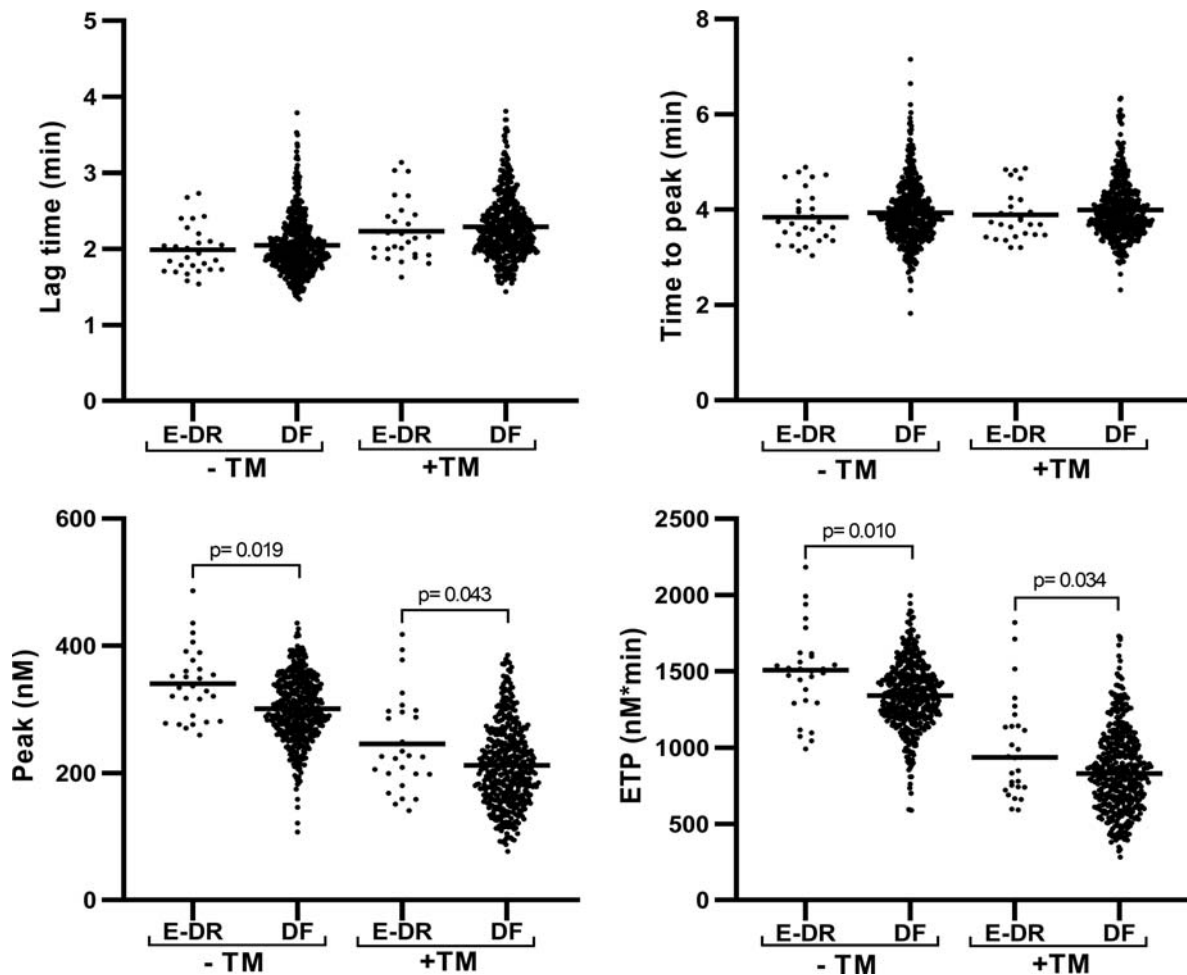 Lag time (min)
5
4
3
2
1
0
E-DR DF E-DR DF
- TM +TM
Time to peak (min)
8
6
4
2
0
E-DR DF E-DR DF
- TM +TM
Peak (nM)
600
400
200
0
p= 0.019
p= 0.043
E-DR DF E-DR DF
- TM +TM
ETP (nM*min)
2500
2000
1500
1000
500
0
p= 0.010
p= 0.034
E-DR DF E-DR DF
- TM +TM